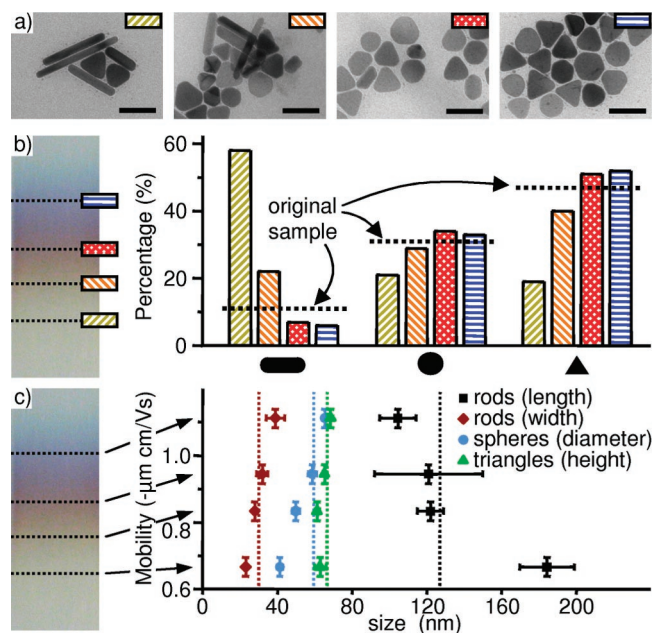 a)
b)
60
40
20
0
Percentage (%)
original
sample
c)
rods (length)
rods (width)
spheres (diameter)
triangles (height)
Mobility (-µm cm/Vs)
1.0
0.8
0.6
0
40
80
120
160
200
size (nm)